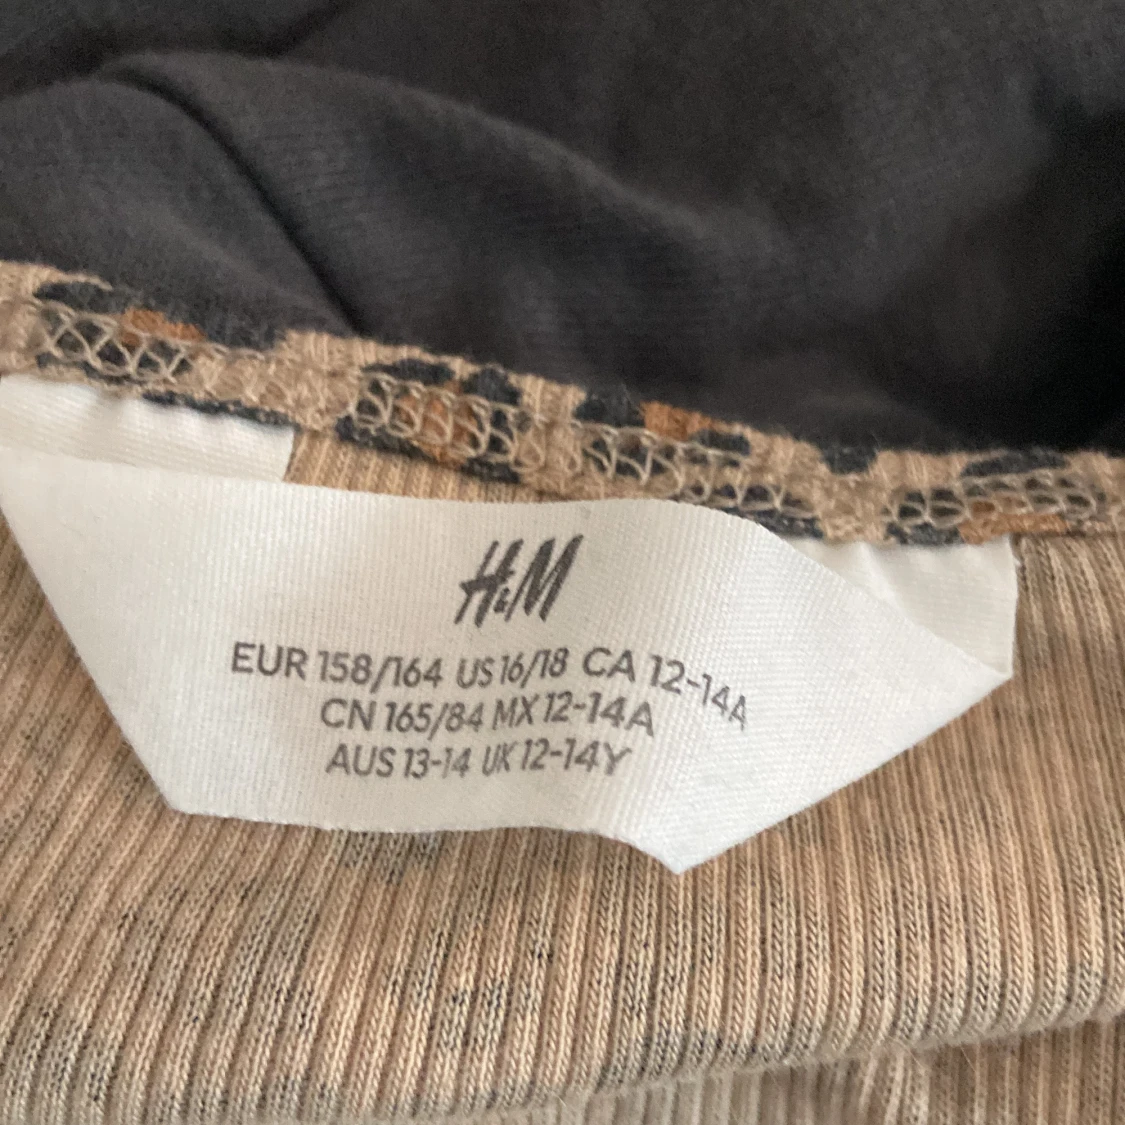 H&M
EUR 158/164 US 16/18 CA 12-14A
CN 165/84 MX 12-14A
AUS 13-14 UK 12-14Y